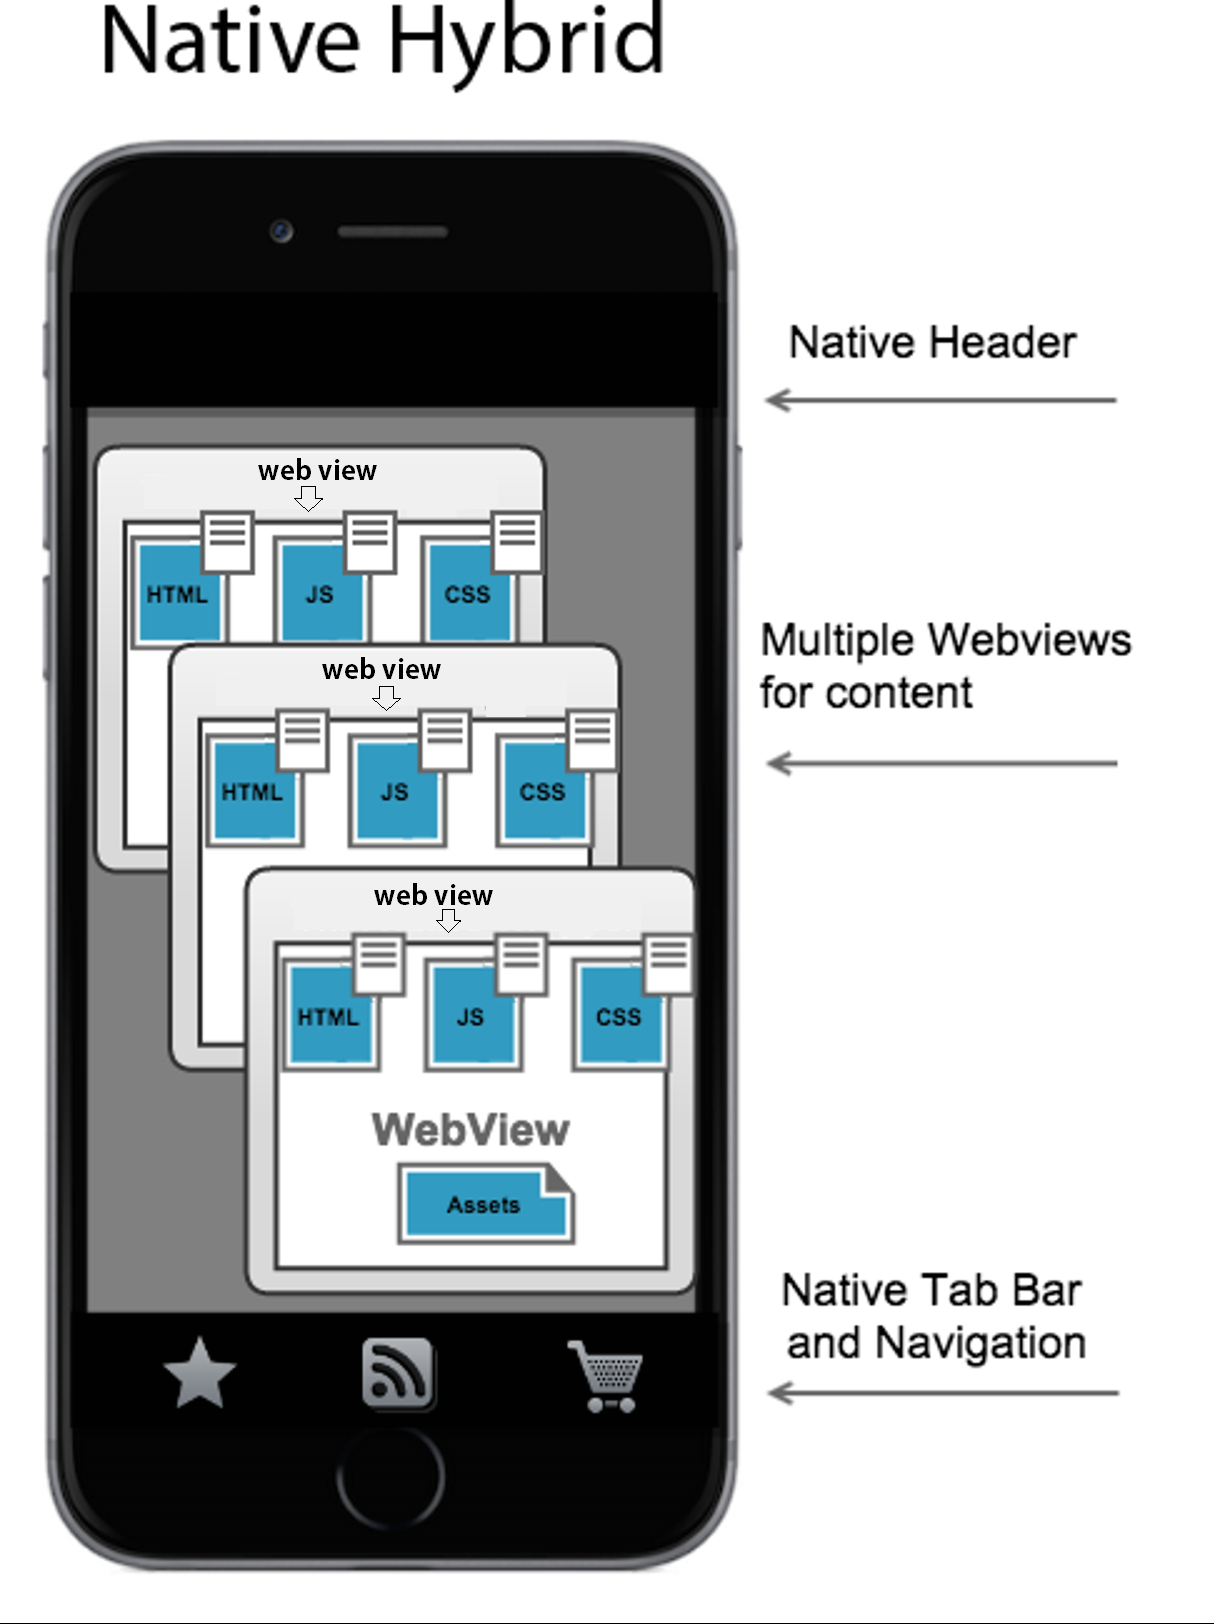 Native Hybrid
Native Header
web view
HTML JS CSS
Multiple Webviews
for content
web view
HTML JS CSS
web view
HTML JS CSS
WebView
Assets
Native Tab Bar
and Navigation